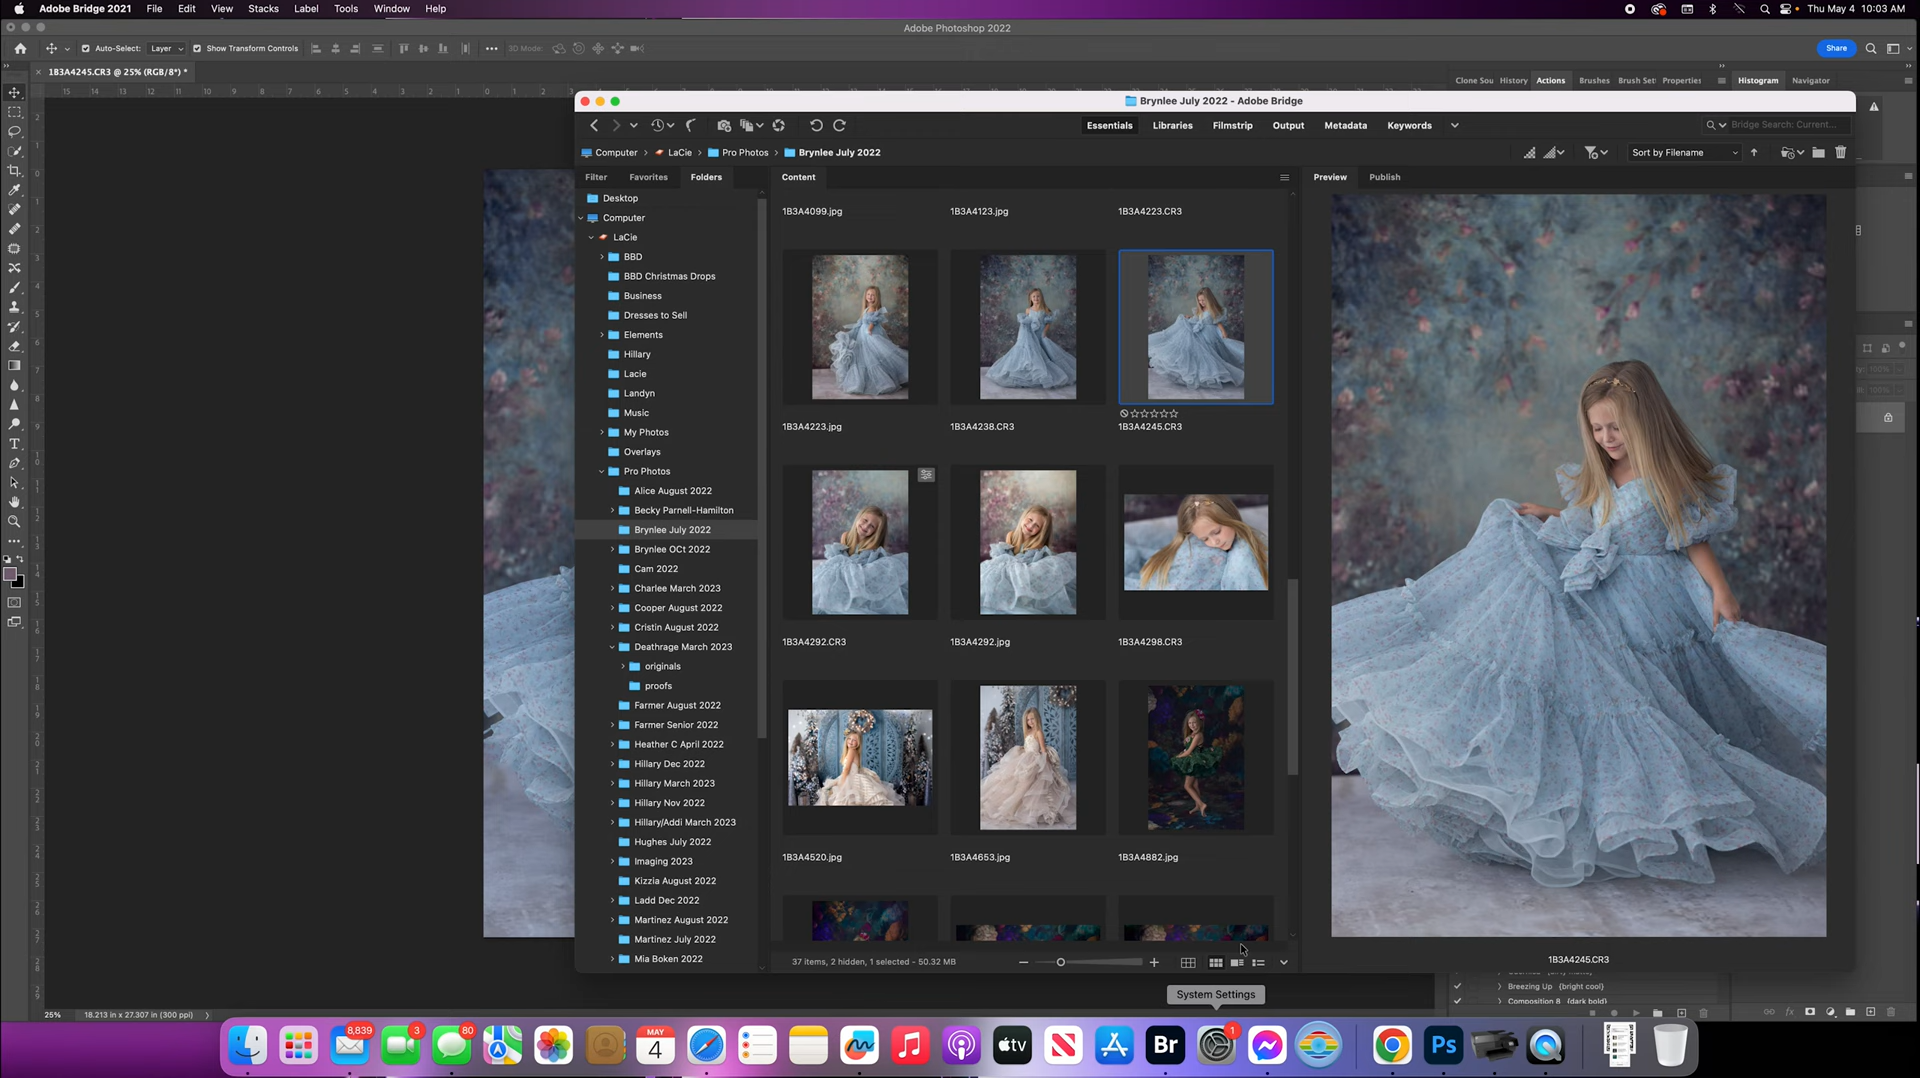 Adobe Bridge 2021 File Edit View Stacks Label Tools Window Help Thu May 4 10:03 AM
Adobe Photoshop 2022
Auto-Select: Layer Show Transform Controls 3D Mode: Share
1B3A4245.CR3 @ 25% (RGB/8*) *
Clone Sou History Actions Brushes Brush Set Properties Histogram Navigator
Brynlee July 2022 - Adobe Bridge
Essentials Libraries Filmstrip Output Metadata Keywords Bridge Search: Current...
Computer LaCie Pro Photos Brynlee July 2022 Sort by Filename
Filter Favorites Folders Content Preview Publish
Desktop
Computer
LaCie
BBD
BBD Christmas Drops
Business
Dresses to Sell
Elements
Hillary
Lacie
Landyn
Music
My Photos
Overlays
Pro Photos
Alice August 2022
Becky Parnell-Hamilton
Brynlee July 2022
Brynlee OCt 2022
Cam 2022
Charlee March 2023
Cooper August 2022
Cristin August 2022
Deathrage March 2023
originals
proofs
Farmer August 2022
Farmer Senior 2022
Heather C April 2022
Hillary Dec 2022
Hillary March 2023
Hillary Nov 2022
Hillary/Addi March 2023
Hughes July 2022
Imaging 2023
Kizzia August 2022
Ladd Dec 2022
Martinez August 2022
Martinez July 2022
Mia Boken 2022
1B3A4099.jpg 1B3A4123.jpg 1B3A4223.CR3
1B3A4223.jpg 1B3A4238.CR3 1B3A4245.CR3
1B3A4292.CR3 1B3A4292.jpg 1B3A4298.CR3
1B3A4520.jpg 1B3A4653.jpg 1B3A4882.jpg
37 items, 2 hidden, 1 selected - 50.32 MB
1B3A4245.CR3
System Settings
Breezing Up (bright cool)
Composition 8 (dark bold)
25% 18.213 in x 27.307 in (300 ppi)
8,839 3 80 MAY 4 tv Br 1 Ps